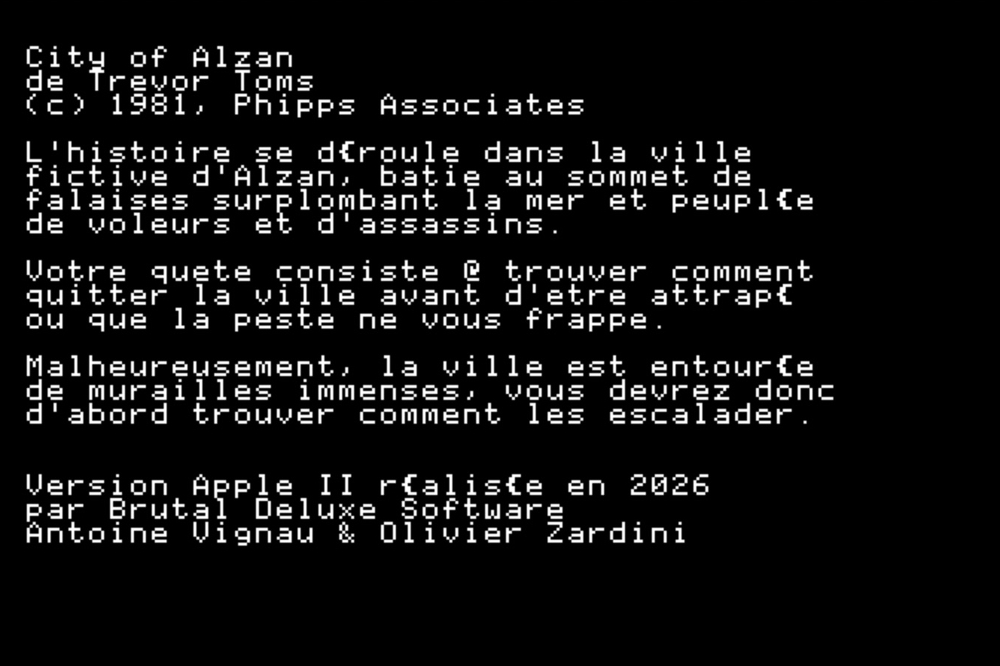 City of Alzan
de Trevor Toms
(c) 1981, Phipps Associates
L'histoire se d{roule dans la ville
fictive d'Alzan, batie au sommet de
falaises surplombant la mer et peupl{e
de voleurs et d'assassins.
Votre quete consiste @ trouver comment
quitter la ville avant d'etre attrap{
ou que la peste ne vous frappe.
Malheureusement, la ville est entour{e
de murailles immenses, vous devrez donc
d'abord trouver comment les escalader.
Version Apple II r{alis{e en 2026
par Brutal Deluxe Software
Antoine Vignau & Olivier Zardini